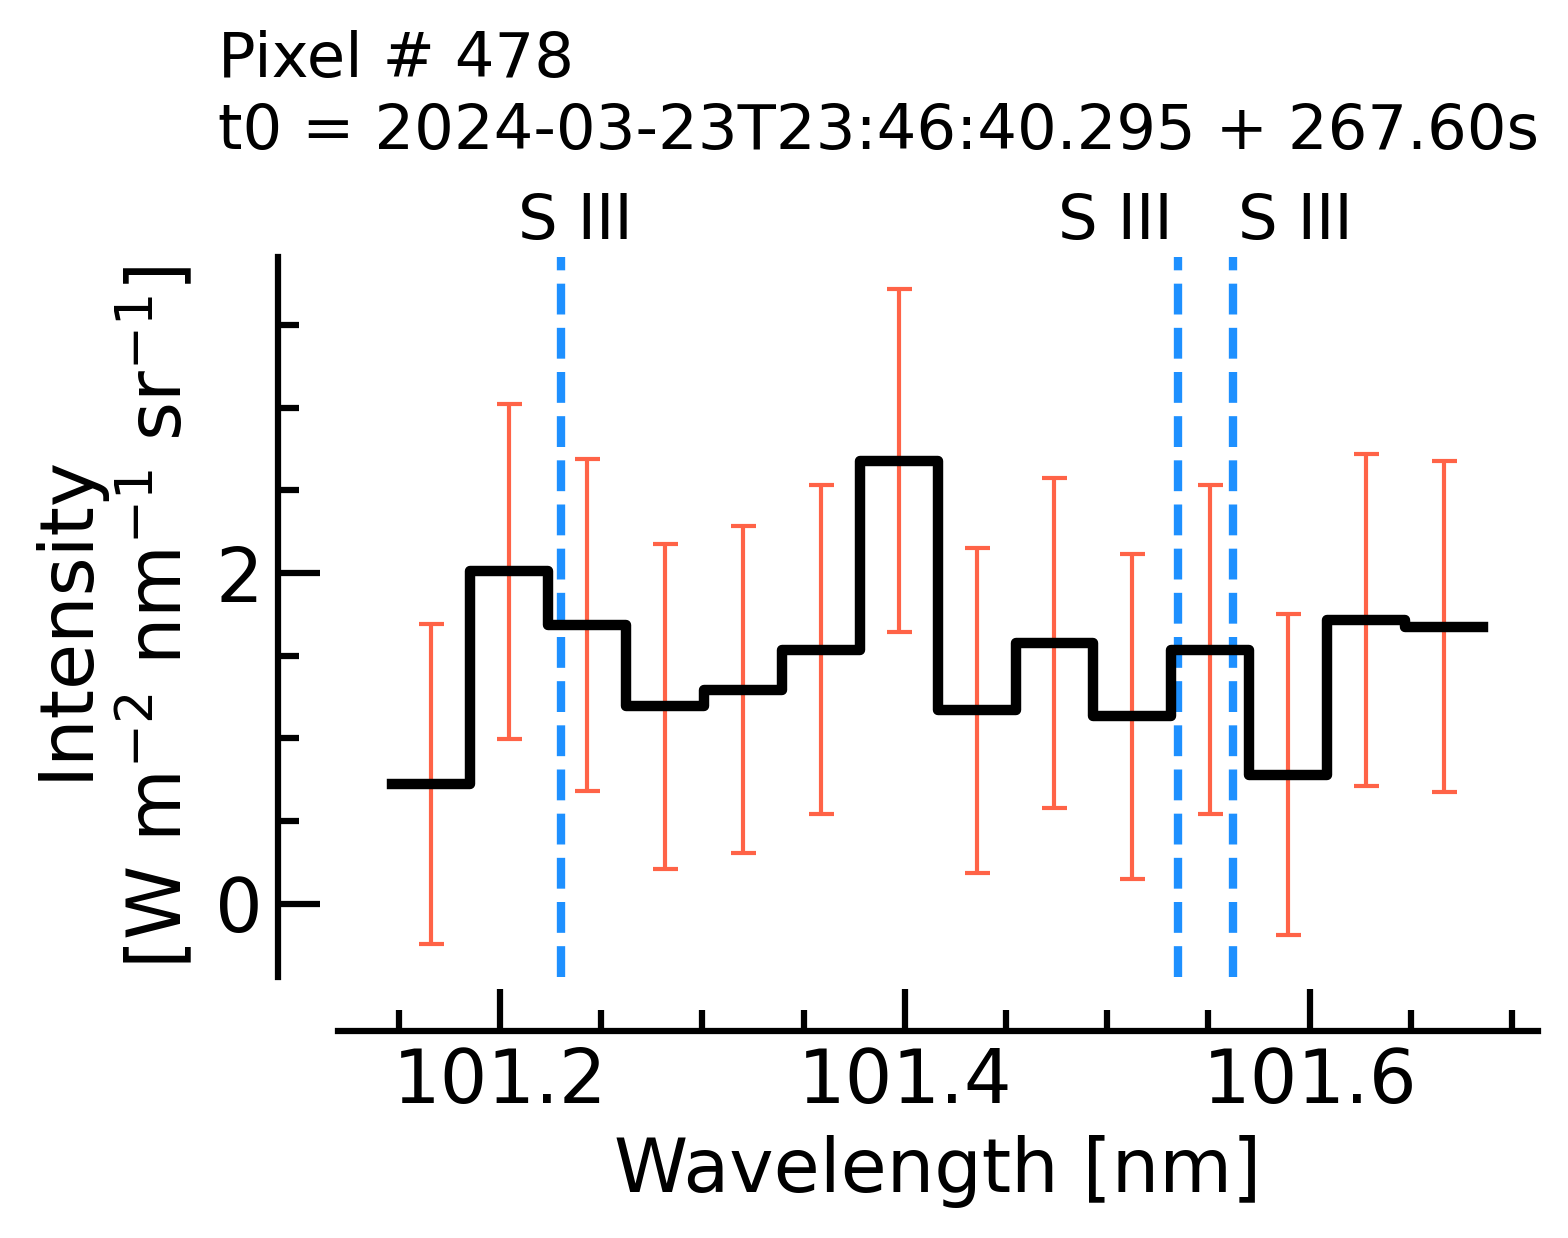 Pixel # 478
t0 = 2024-03-23T23:46:40.295 + 267.60s
S III S III S III
Intensity
[W m⁻² nm⁻¹ sr⁻¹]
2
0
101.2 101.4 101.6
Wavelength [nm]